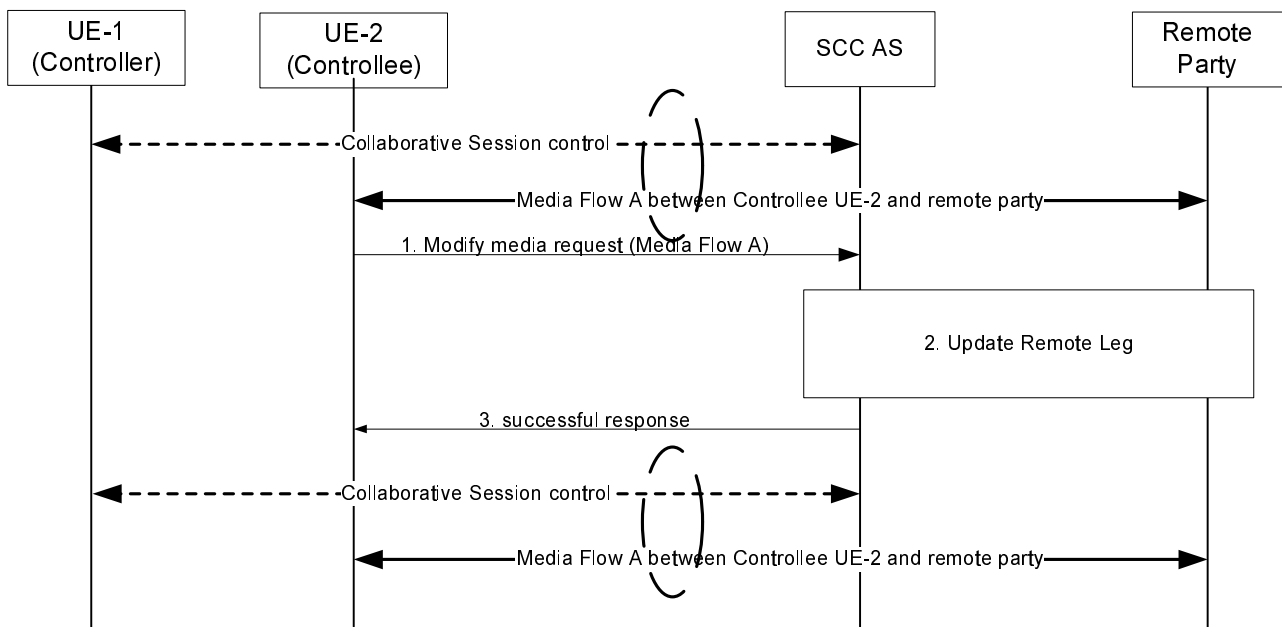 UE-1
(Controller)
UE-2
(Controllee)
SCC AS
Remote
Party
Collaborative Session control
Media Flow A between Controllee UE-2 and remote party
1. Modify media request (Media Flow A)
2. Update Remote Leg
3. successful response
Collaborative Session control
Media Flow A between Controllee UE-2 and remote party